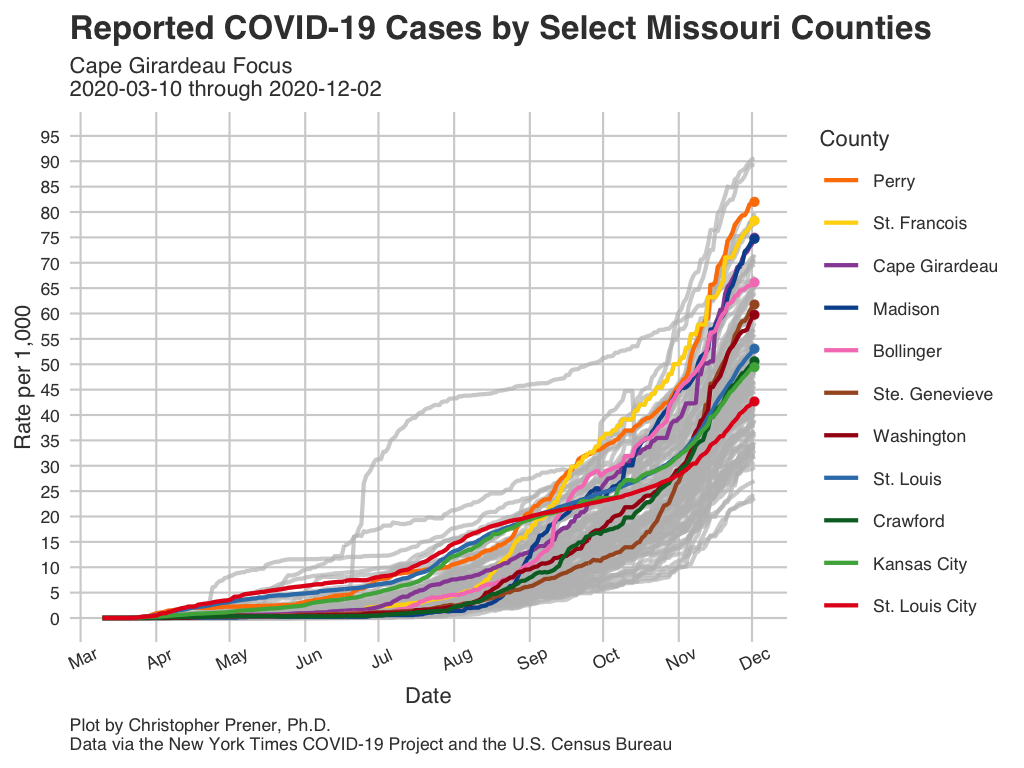 Reported COVID-19 Cases by Select Missouri Counties
Cape Girardeau Focus
2020-03-10 through 2020-12-02
95
90
85
80
75
70
65
60
55
50
45
40
35
30
25
20
15
10
5
0
Rate per 1,000
Mar
Apr
May
Jun
Jul
Aug
Sep
Oct
Nov
Dec
Date
County
Perry
St. Francois
Cape Girardeau
Madison
Bollinger
Ste. Genevieve
Washington
St. Louis
Crawford
Kansas City
St. Louis City
Plot by Christopher Prener, Ph.D.
Data via the New York Times COVID-19 Project and the U.S. Census Bureau